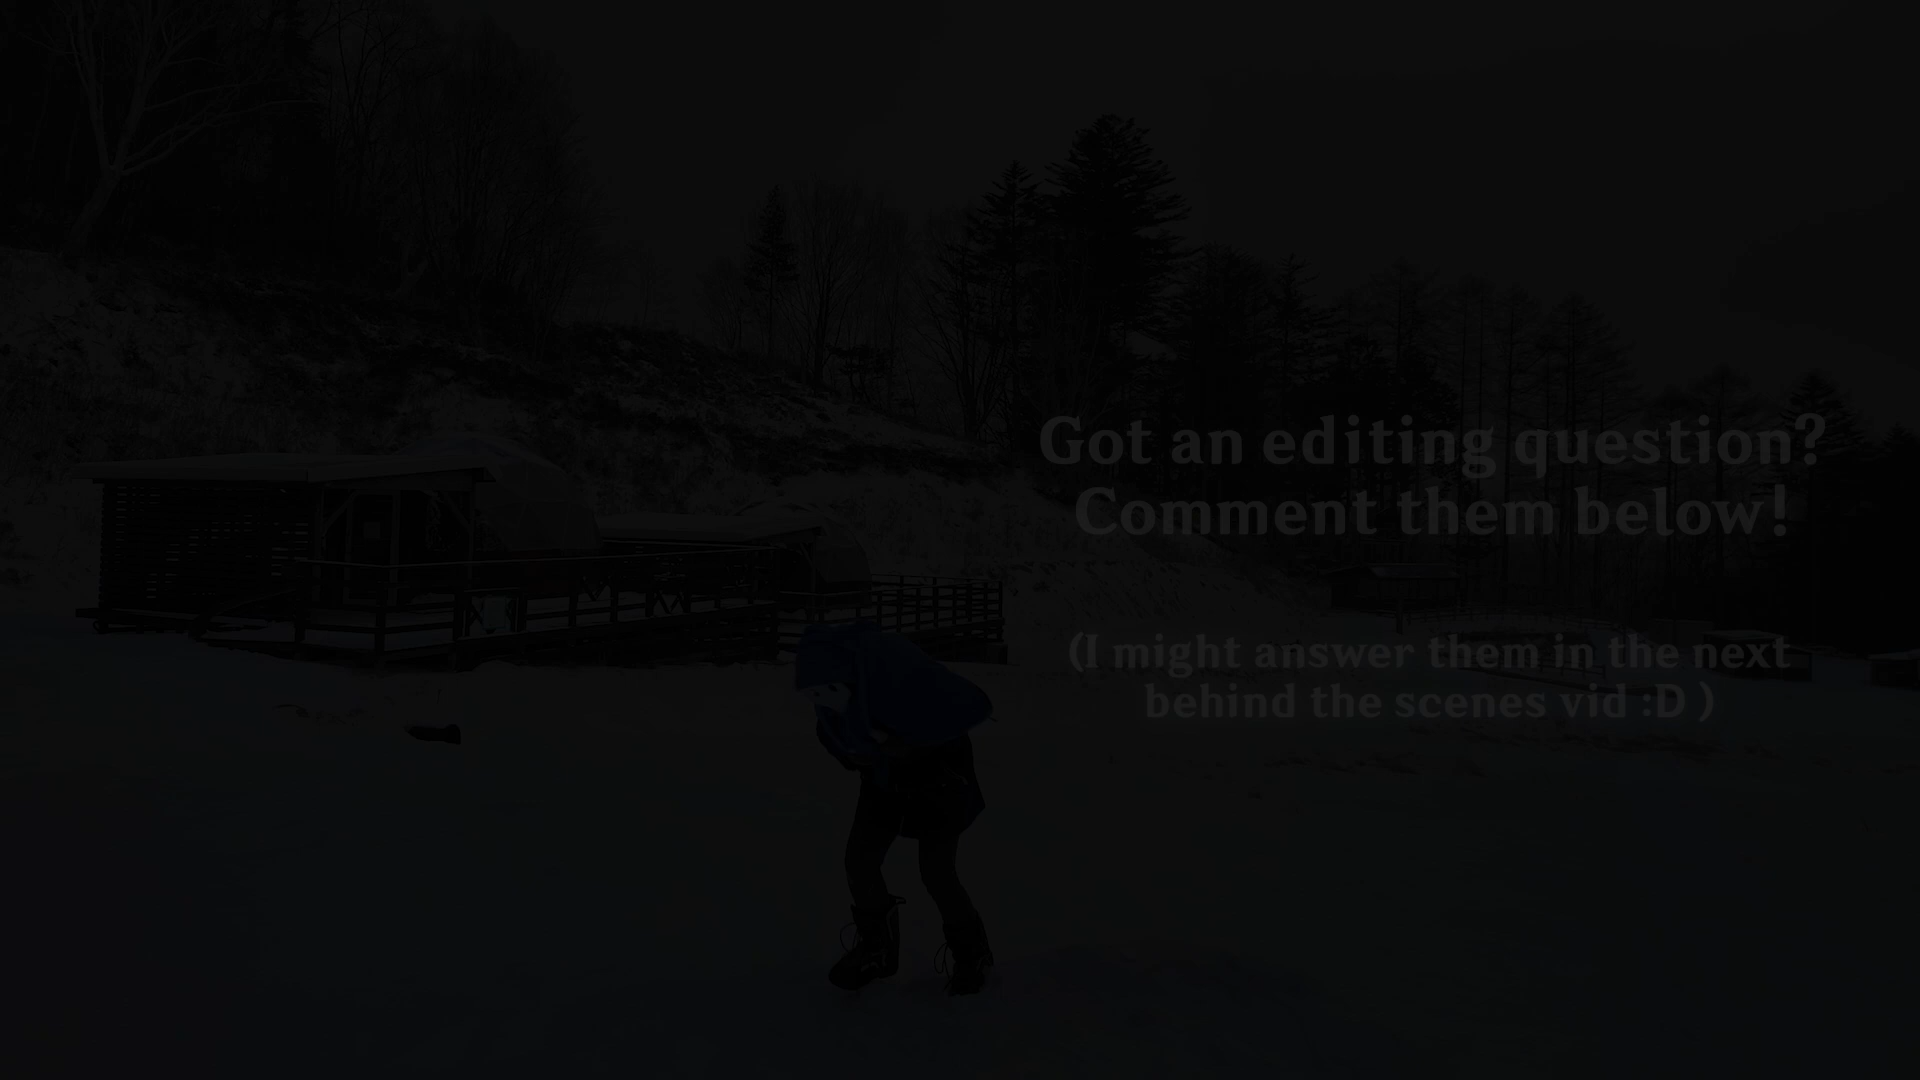 Got an editing question?
Comment them below!
(I might answer them in the next
behind the scenes vid :D )